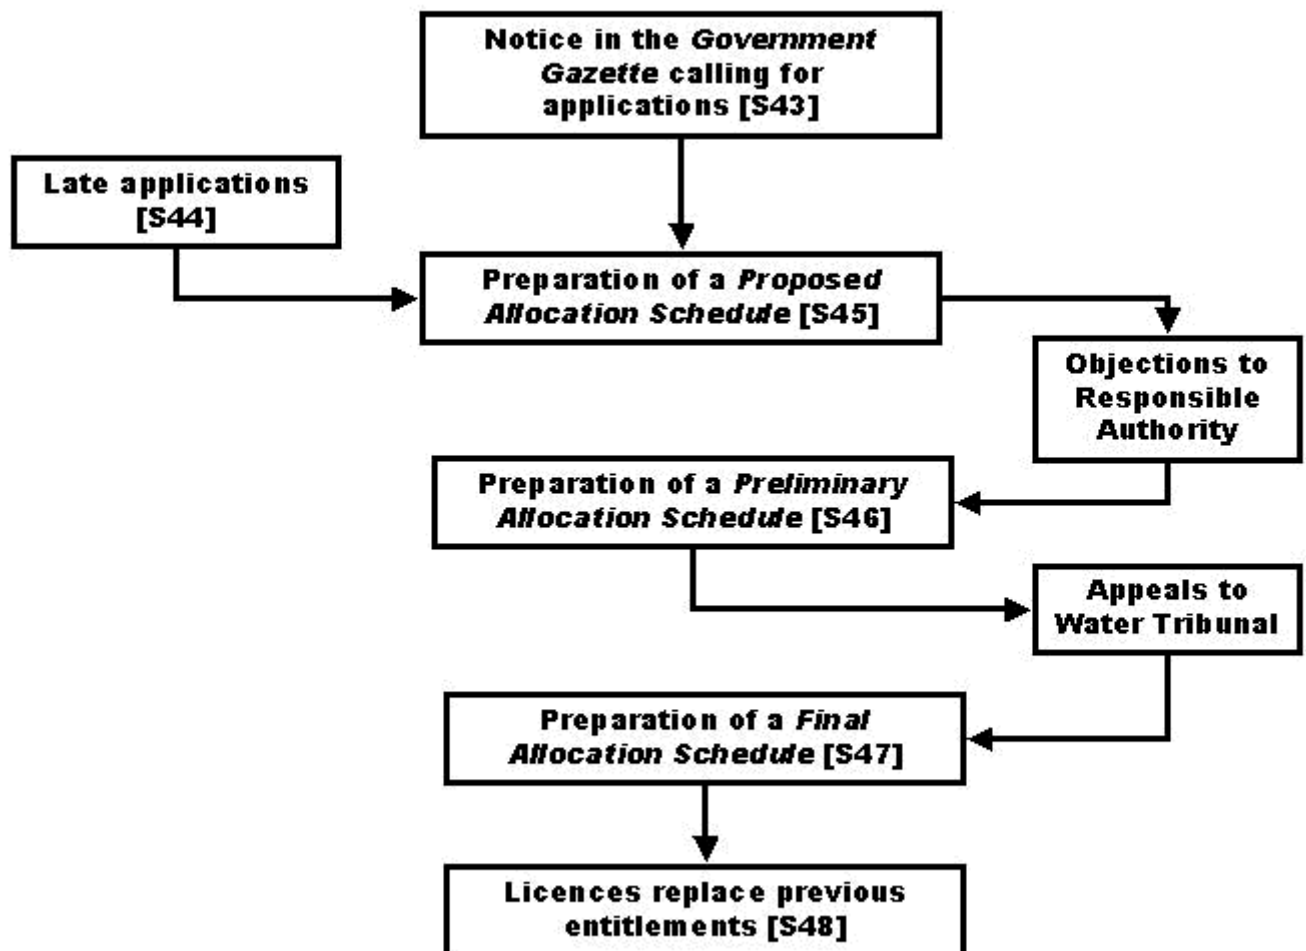 Notice in the Government
Gazette calling for
applications [S43]
Late applications
[S44]
Preparation of a Proposed
Allocation Schedule [S45]
Objections to
Responsible
Authority
Preparation of a Preliminary
Allocation Schedule [S46]
Appeals to
Water Tribunal
Preparation of a Final
Allocation Schedule [S47]
Licences replace previous
entitlements [S48]